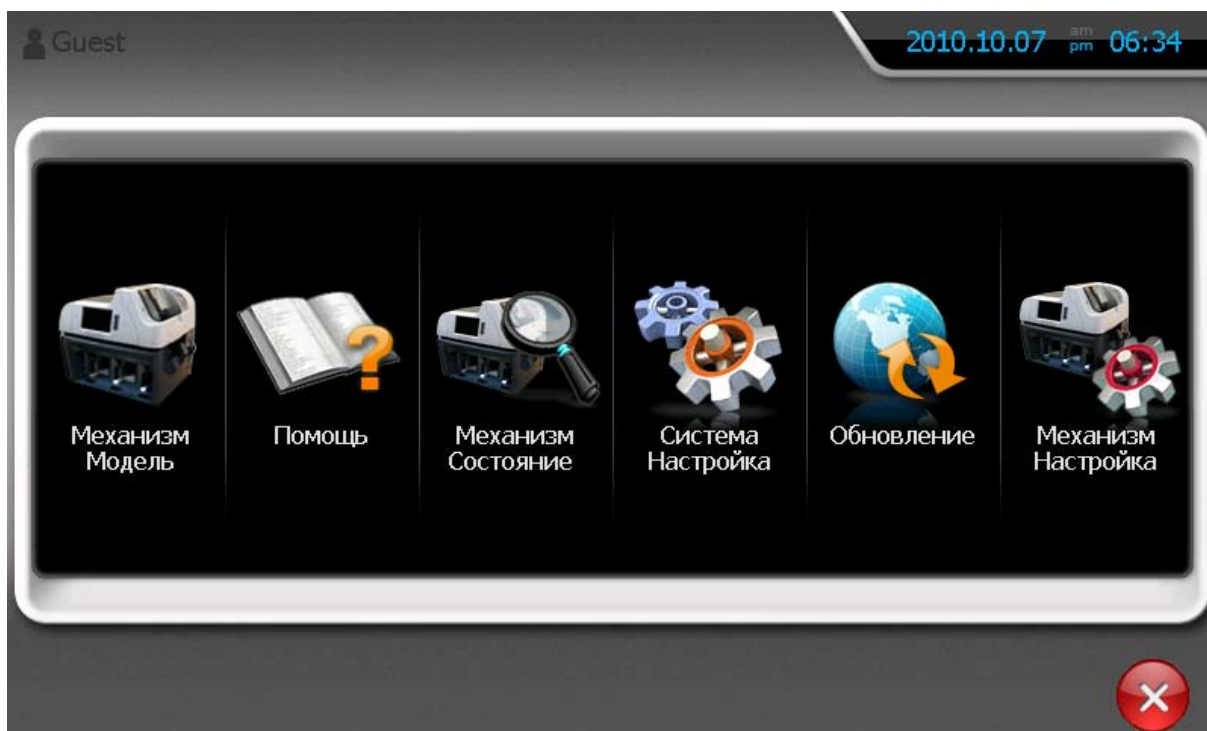 Guest
2010.10.07 am pm 06:34
Механизм
Модель
Помощь
Механизм
Состояние
Система
Настройка
Обновление
Механизм
Настройка